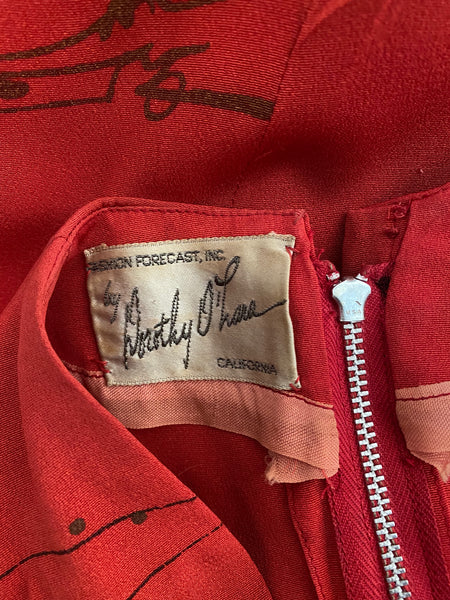 FASHION FORECAST, INC.
by
Dorothy O'Hara
CALIFORNIA